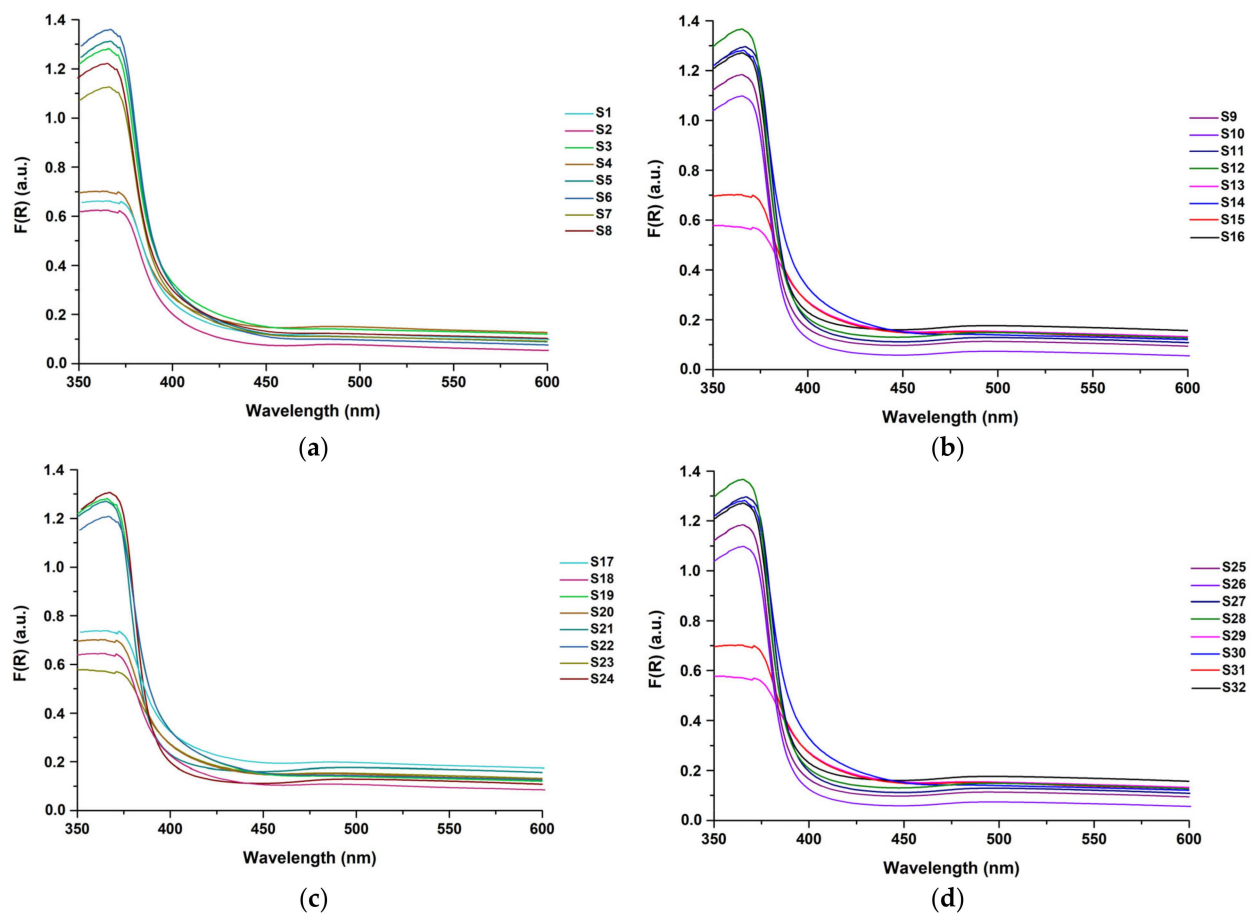 1.4
1.2
1.0
0.8
0.6
0.4
0.2
0.0
F(R) (a.u.)
350 400 450 500 550 600
Wavelength (nm)
S1
S2
S3
S4
S5
S6
S7
S8
(a)
1.4
1.2
1.0
0.8
0.6
0.4
0.2
0.0
F(R) (a.u.)
350 400 450 500 550 600
Wavelength (nm)
S9
S10
S11
S12
S13
S14
S15
S16
(b)
1.4
1.2
1.0
0.8
0.6
0.4
0.2
0.0
F(R) (a.u.)
350 400 450 500 550 600
Wavelength (nm)
S17
S18
S19
S20
S21
S22
S23
S24
(c)
1.4
1.2
1.0
0.8
0.6
0.4
0.2
0.0
F(R) (a.u.)
350 400 450 500 550 600
Wavelength (nm)
S25
S26
S27
S28
S29
S30
S31
S32
(d)